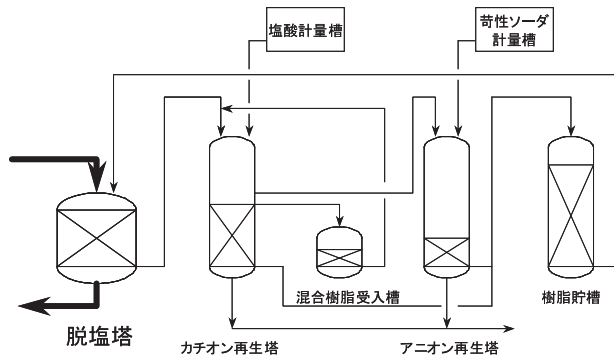 塩酸計量槽
苛性ソーダ
計量槽
脱塩塔
カチオン再生塔
混合樹脂受入槽
アニオン再生塔
樹脂貯槽